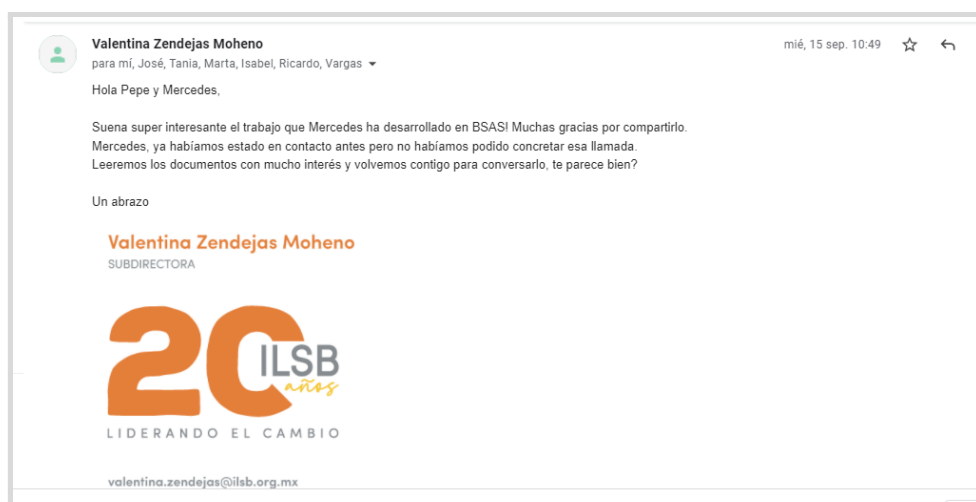 Valentina Zendejas Moheno
mié, 15 sep. 10:49
para mí, José, Tania, Marta, Isabel, Ricardo, Vargas
Hola Pepe y Mercedes,
Suena super interesante el trabajo que Mercedes ha desarrollado en BSAS! Muchas gracias por compartirlo.
Mercedes, ya habíamos estado en contacto antes pero no habíamos podido concretar esa llamada.
Leeremos los documentos con mucho interés y volvemos contigo para conversarlo, te parece bien?
Un abrazo
Valentina Zendejas Moheno
SUBDIRECTORA
20 ILSB
años
LIDERANDO EL CAMBIO
valentina.zendejas@ilsb.org.mx